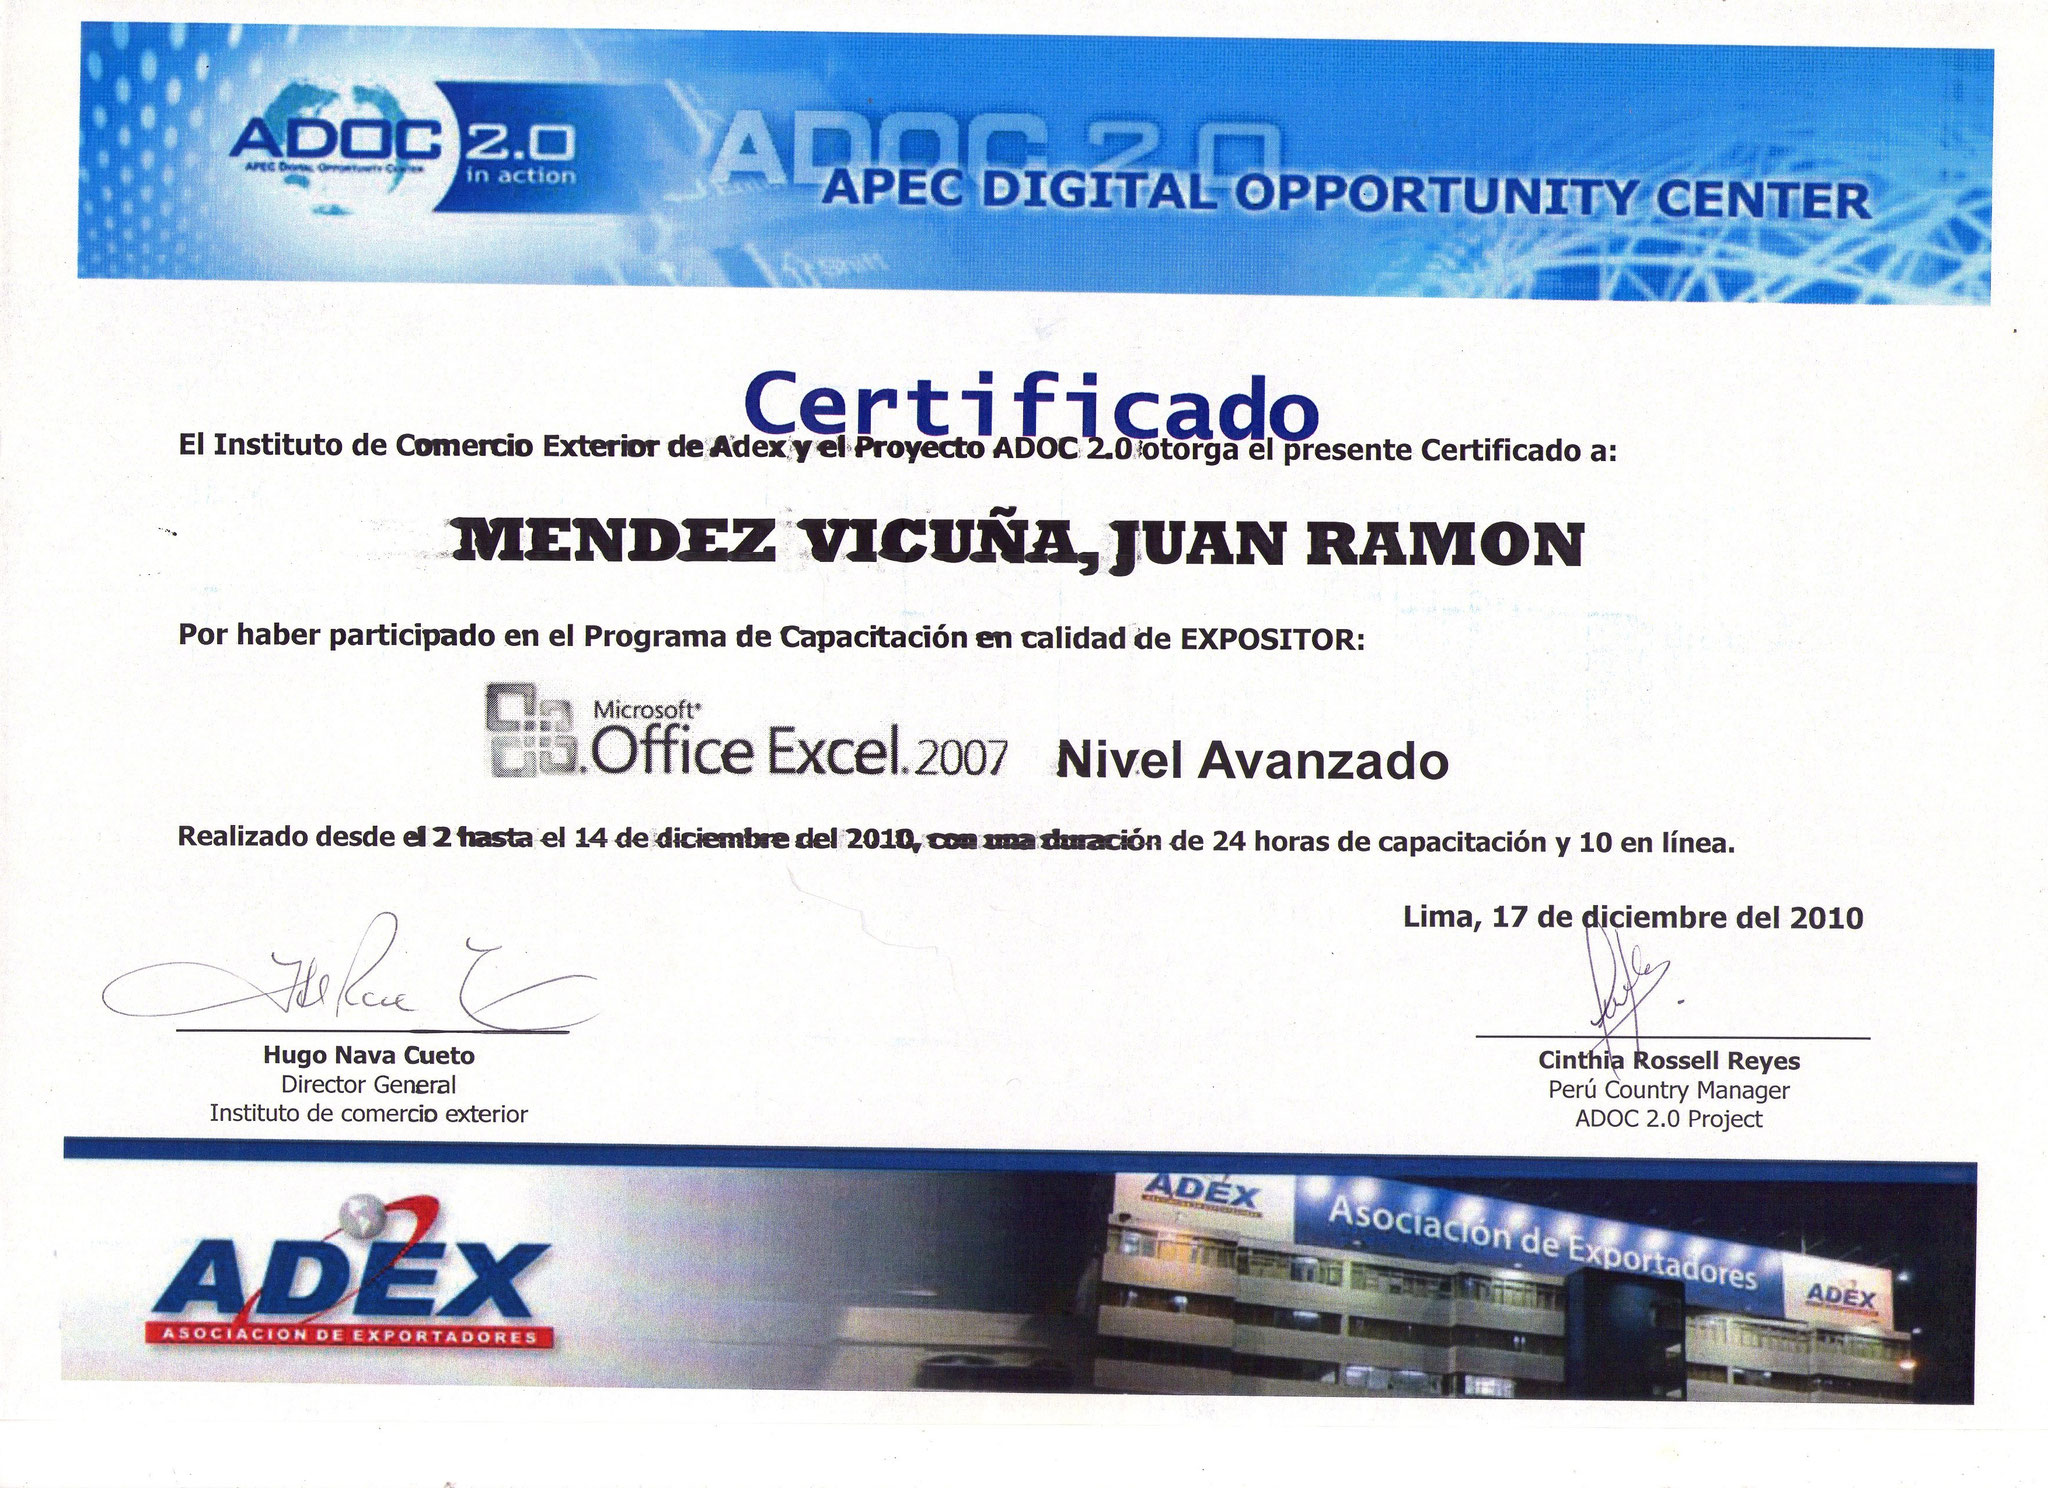 ADOC 2.0
APEC DIGITAL OPPORTUNITY CENTER
in action
ADOC 2.0
APEC DIGITAL OPPORTUNITY CENTER
Shift
Certificado
El Instituto de Comercio Exterior de Adex y el Proyecto ADOC 2.0 otorga el presente Certificado a:
MENDEZ VICUÑA, JUAN RAMON
Por haber participado en el Programa de Capacitación en calidad de EXPOSITOR:
Microsoft®
Office Excel. 2007 Nivel Avanzado
Realizado desde el 2 hasta el 14 de diciembre del 2010, con una duración de 24 horas de capacitación y 10 en línea.
Lima, 17 de diciembre del 2010
Hugo Nava Cueto
Director General
Instituto de comercio exterior
Cinthia Rossell Reyes
Perú Country Manager
ADOC 2.0 Project
ADEX
ASOCIACION DE EXPORTADORES
ADEX
Asociación de Exportadores
ADEX